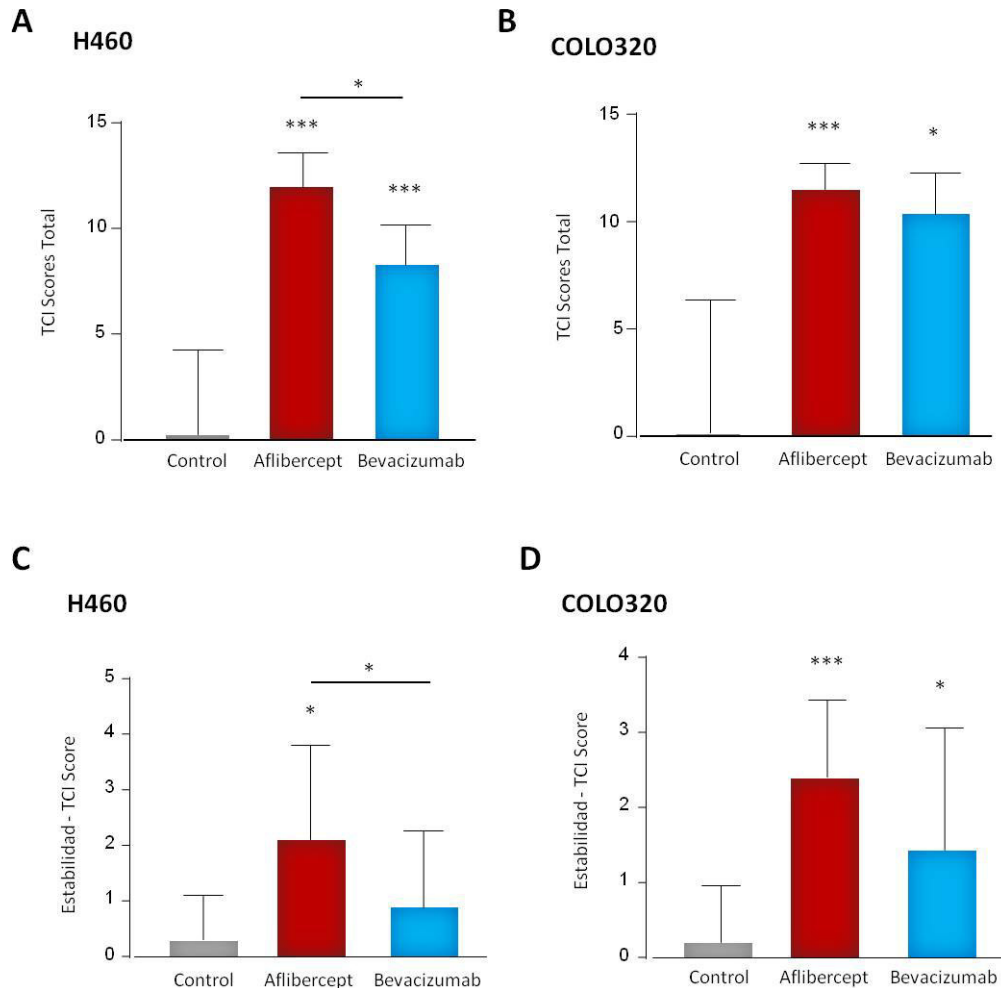 A
H460
TCI Scores Total
15
10
5
0
*
***
***
Control
Aflibercept
Bevacizumab
B
COLO320
TCI Scores Total
15
10
5
0
***
*
Control
Aflibercept
Bevacizumab
C
H460
Estabilidad - TCI Score
5
4
3
2
1
0
*
*
Control
Aflibercept
Bevacizumab
D
COLO320
Estabilidad - TCI Score
4
3
2
1
0
***
*
Control
Aflibercept
Bevacizumab